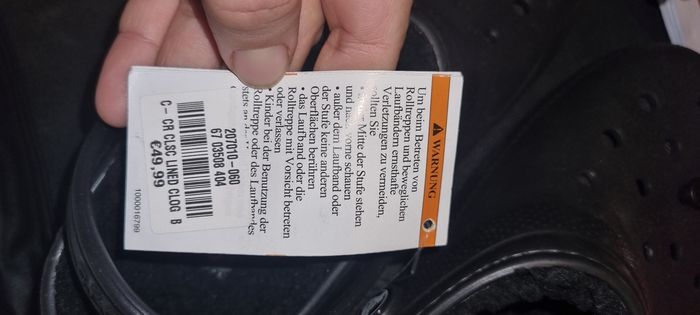 WARNUNG
Um beim Betreten von
Rolltreppen und beweglichen
Laufbändern ernsthafte
Verletzungen zu vermeiden,
Sie
Mitte der Stufe stehen
und schauen
• außer dem Laufband oder
der Stufe keine anderen
Oberflächen berühren
• das Laufband oder die
Rolltreppe mit Vorsicht betreten
oder verlassen
• Kinder bei der Benutzung der
Rolltreppe oder des Laufbandes
207010-060
67 03608 404
C- CR CLSC LINED CLOG B
€49,99
1000016799